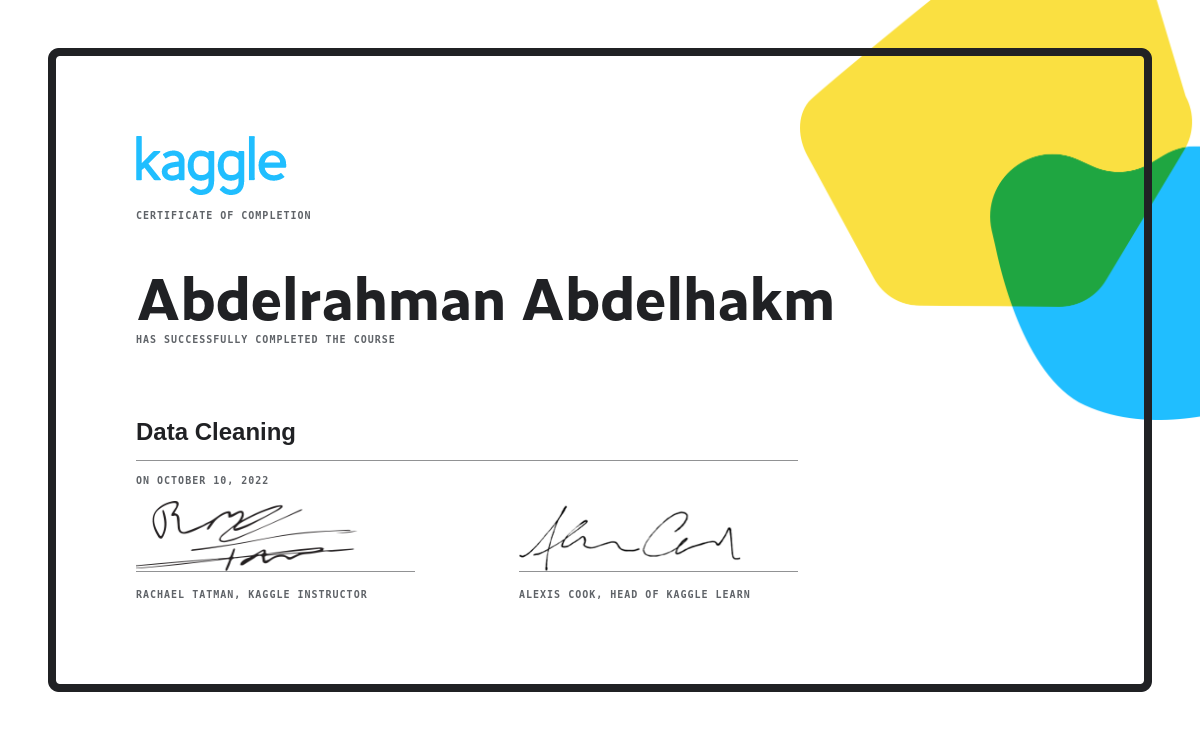 kaggle
CERTIFICATE OF COMPLETION
Abdelrahman Abdelhakm
HAS SUCCESSFULLY COMPLETED THE COURSE
Data Cleaning
ON OCTOBER 10, 2022
RACHAEL TATMAN, KAGGLE INSTRUCTOR
ALEXIS COOK, HEAD OF KAGGLE LEARN